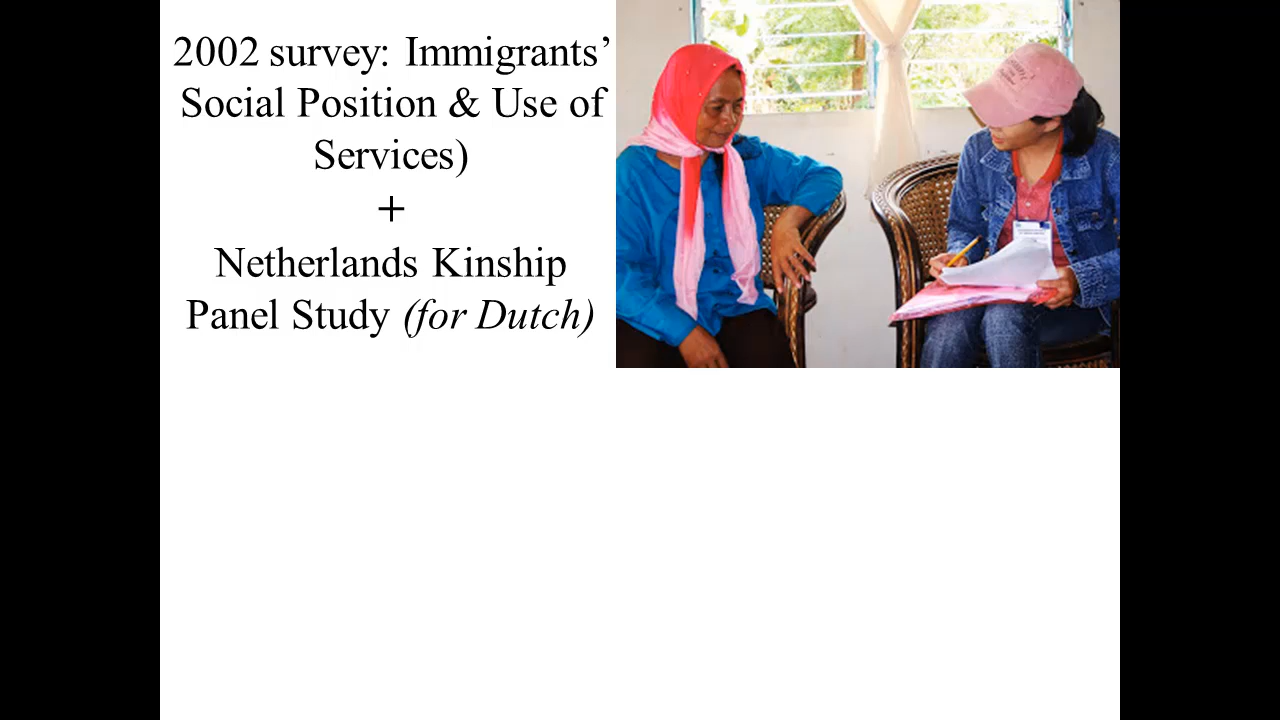 2002 survey: Immigrants’
Social Position & Use of
Services)
+
Netherlands Kinship
Panel Study (for Dutch)